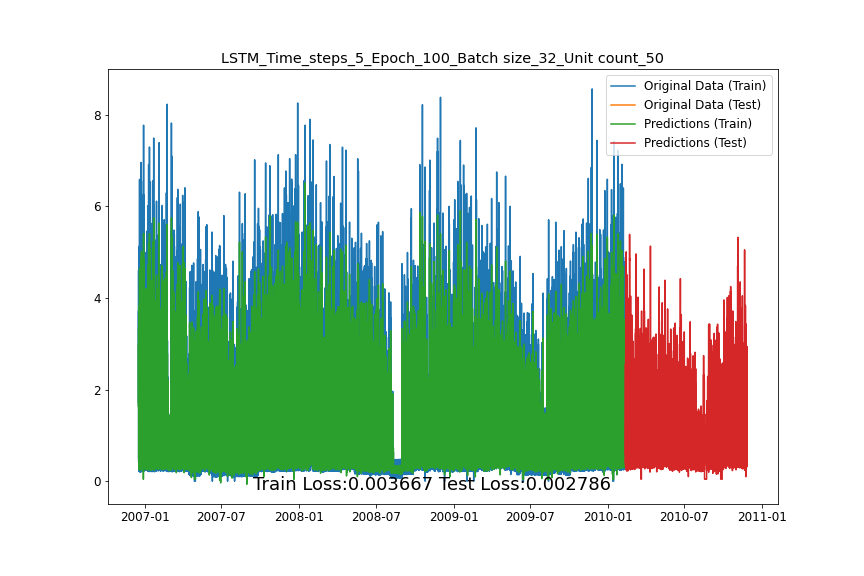 LSTM_Time_steps_5_Epoch_100_Batch size_32_Unit count_50
Original Data (Train)
Original Data (Test)
Predictions (Train)
Predictions (Test)
8
6
4
2
0
Train Loss:0.003667 Test Loss:0.002786
2007-01 2007-07 2008-01 2008-07 2009-01 2009-07 2010-01 2010-07 2011-01